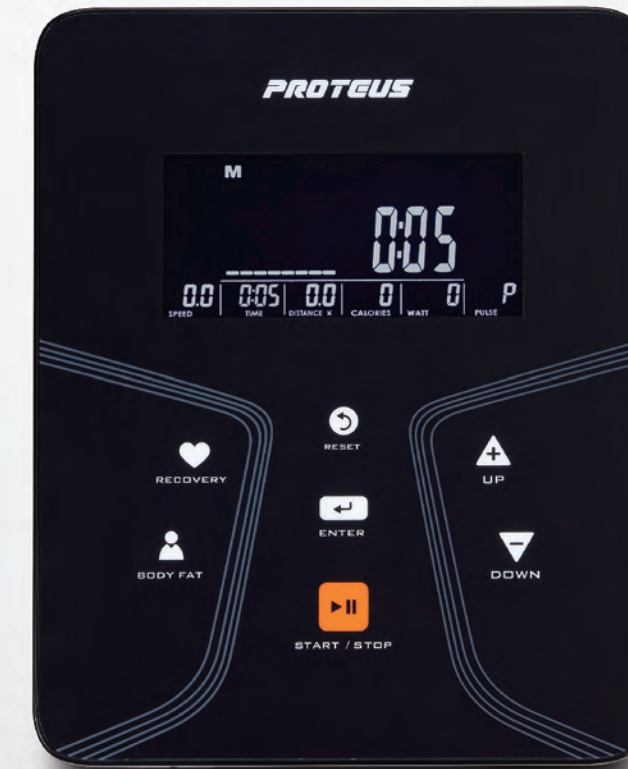 PROTEUS
M
0:05
0.0 0:05 0.0 0 0 P
SPEED TIME DISTANCE K CALORIES WATT PULSE
RESET
RECOVERY
UP
ENTER
BODY FAT
DOWN
START / STOP